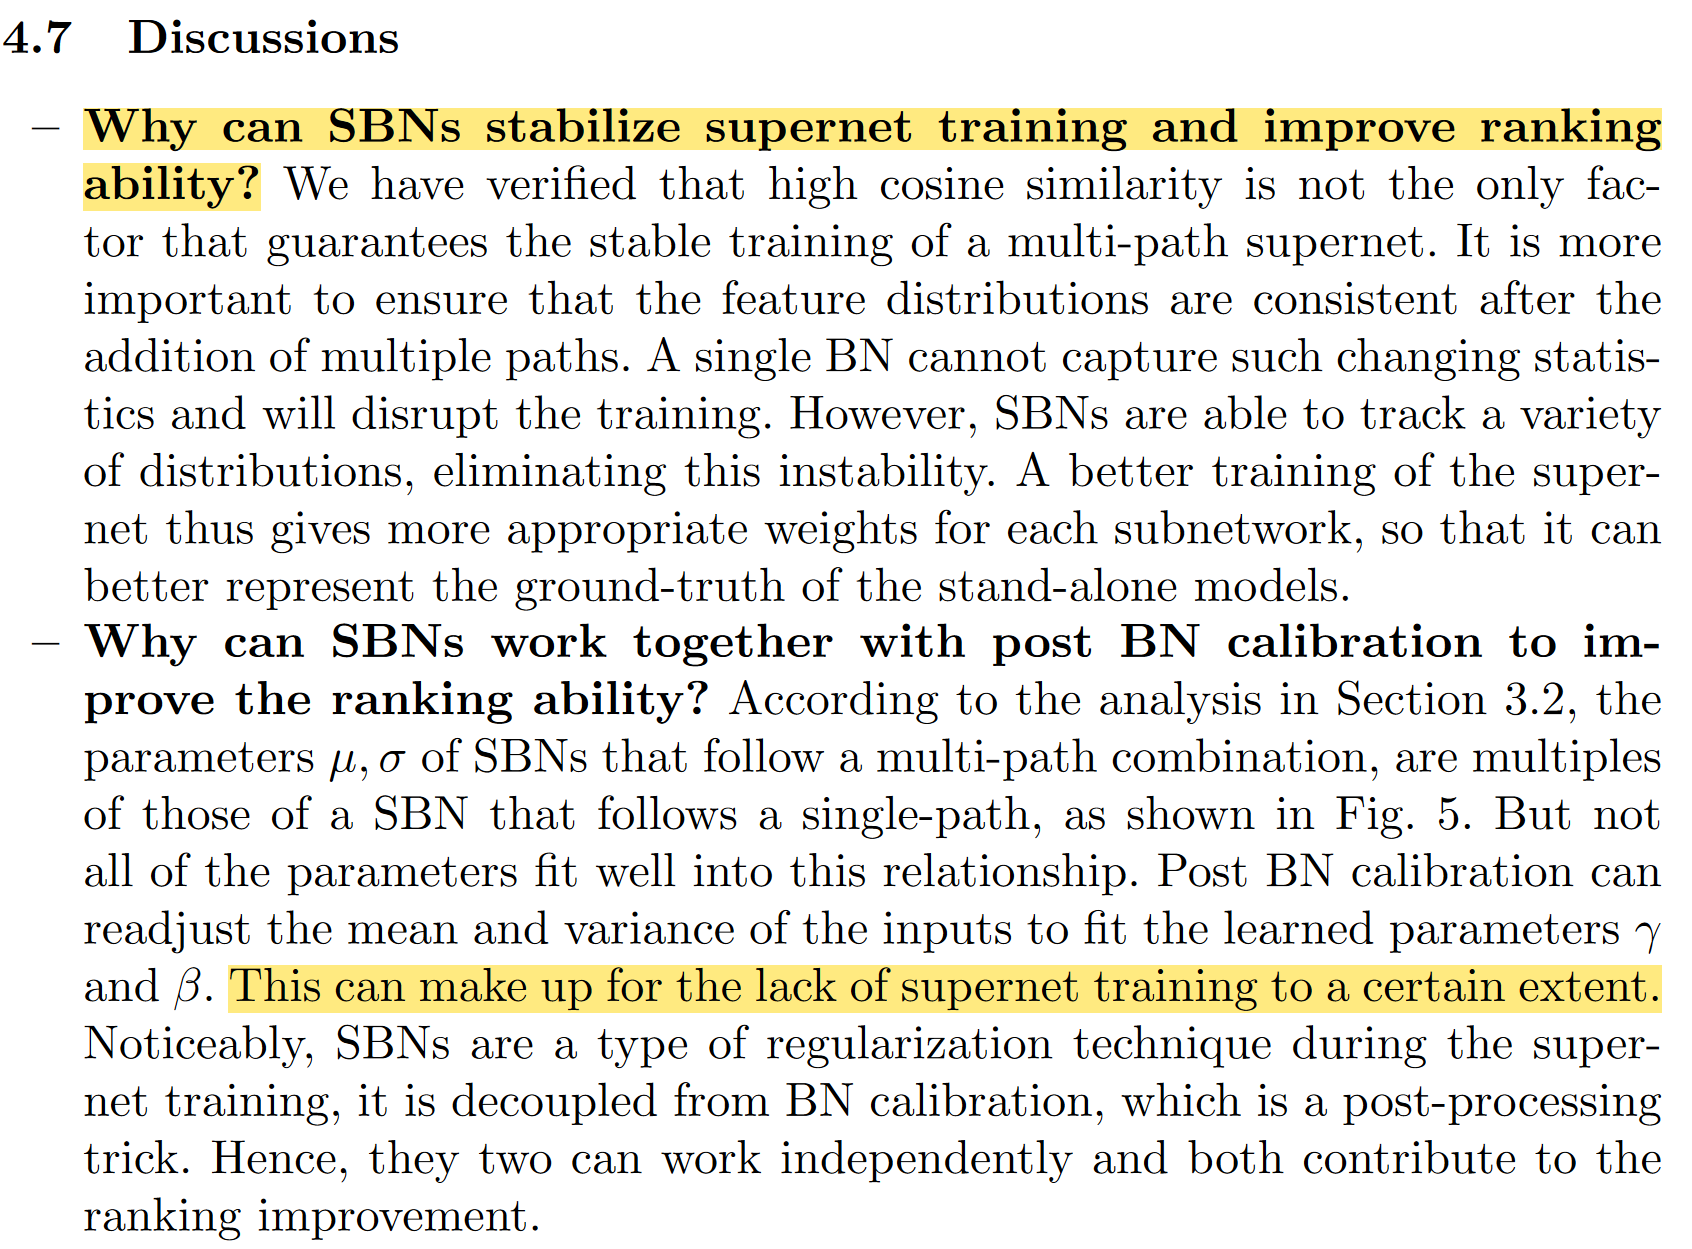 4.7 Discussions
– Why can SBNs stabilize supernet training and improve ranking
ability? We have verified that high cosine similarity is not the only fac-
tor that guarantees the stable training of a multi-path supernet. It is more
important to ensure that the feature distributions are consistent after the
addition of multiple paths. A single BN cannot capture such changing statis-
tics and will disrupt the training. However, SBNs are able to track a variety
of distributions, eliminating this instability. A better training of the super-
net thus gives more appropriate weights for each subnetwork, so that it can
better represent the ground-truth of the stand-alone models.
– Why can SBNs work together with post BN calibration to im-
prove the ranking ability? According to the analysis in Section 3.2, the
parameters μ, σ of SBNs that follow a multi-path combination, are multiples
of those of a SBN that follows a single-path, as shown in Fig. 5. But not
all of the parameters fit well into this relationship. Post BN calibration can
readjust the mean and variance of the inputs to fit the learned parameters γ
and β. This can make up for the lack of supernet training to a certain extent.
Noticeably, SBNs are a type of regularization technique during the super-
net training, it is decoupled from BN calibration, which is a post-processing
trick. Hence, they two can work independently and both contribute to the
ranking improvement.